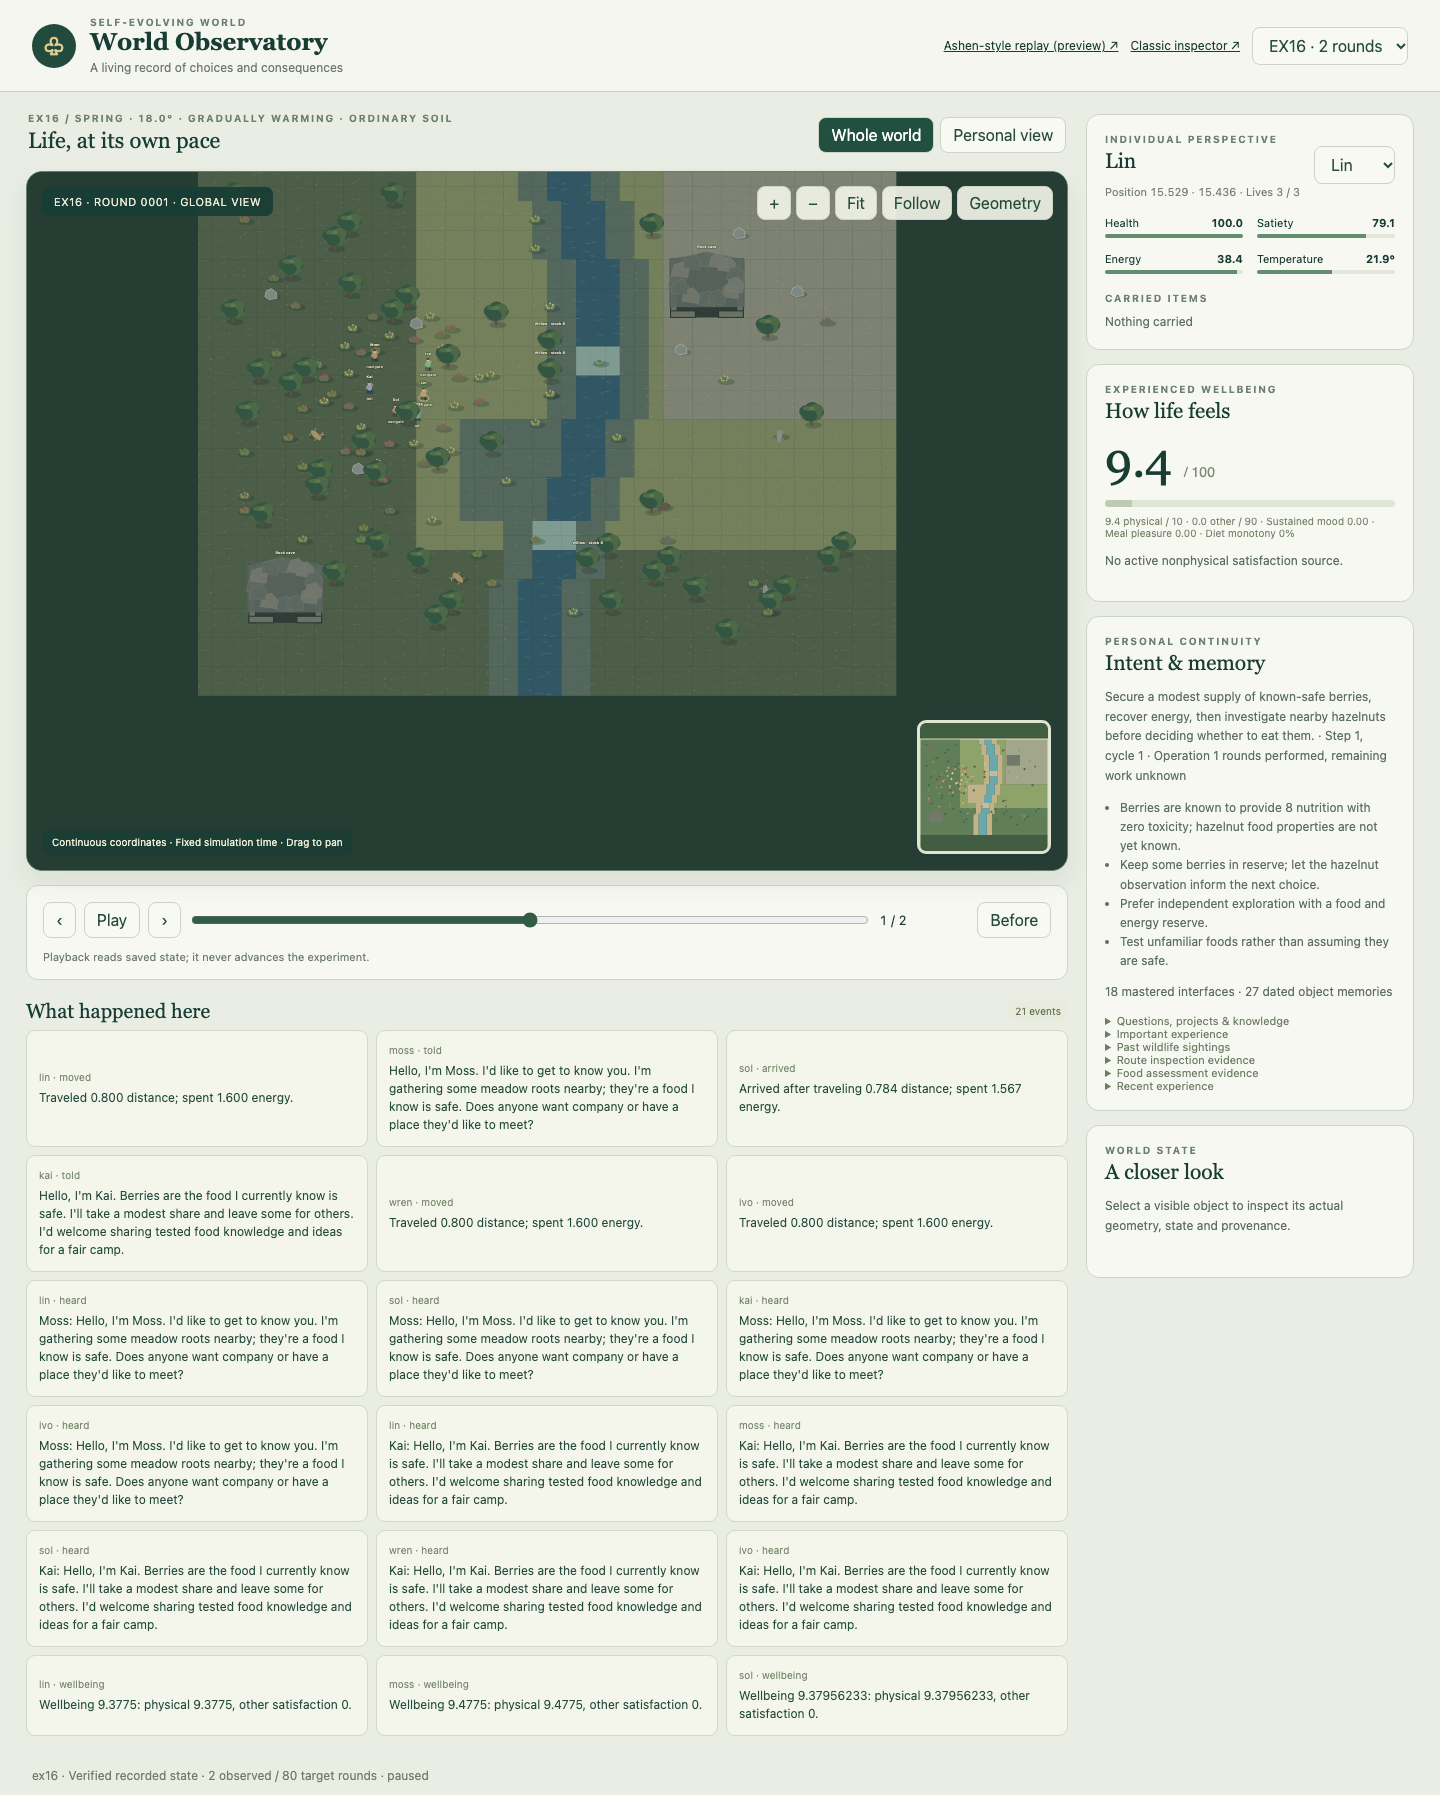 SELF-EVOLVING WORLD
World Observatory
A living record of choices and consequences
Ashen-style replay (preview) ↗
Classic inspector ↗
EX16 · 2 rounds
EX16 / SPRING · 18.0° · GRADUALLY WARMING · ORDINARY SOIL
Life, at its own pace
Whole world
Personal view
EX16 · ROUND 0001 · GLOBAL VIEW
+
−
Fit
Follow
Geometry
Rock cave
Wren
navigate
Ivo
navigate
Kai
tell
Lin
Sol
navigate
Rock cave
Continuous coordinates · Fixed simulation time · Drag to pan
‹
Play
›
1 / 2
Before
Playback reads saved state; it never advances the experiment.
What happened here
21 events
lin · moved
Traveled 0.800 distance; spent 1.600 energy.
moss · told
Hello, I'm Moss. I'd like to get to know you. I'm
gathering some meadow roots nearby; they're a food I
know is safe. Does anyone want company or have a
place they'd like to meet?
sol · arrived
Arrived after traveling 0.784 distance; spent 1.567
energy.
kai · told
Hello, I'm Kai. Berries are the food I currently know is
safe. I'll take a modest share and leave some for others.
I'd welcome sharing tested food knowledge and ideas
for a fair camp.
wren · moved
Traveled 0.800 distance; spent 1.600 energy.
ivo · moved
Traveled 0.800 distance; spent 1.600 energy.
lin · heard
Moss: Hello, I'm Moss. I'd like to get to know you. I'm
gathering some meadow roots nearby; they're a food I
know is safe. Does anyone want company or have a
place they'd like to meet?
sol · heard
Moss: Hello, I'm Moss. I'd like to get to know you. I'm
gathering some meadow roots nearby; they're a food I
know is safe. Does anyone want company or have a
place they'd like to meet?
kai · heard
Moss: Hello, I'm Moss. I'd like to get to know you. I'm
gathering some meadow roots nearby; they're a food I
know is safe. Does anyone want company or have a
place they'd like to meet?
ivo · heard
Moss: Hello, I'm Moss. I'd like to get to know you. I'm
gathering some meadow roots nearby; they're a food I
know is safe. Does anyone want company or have a
place they'd like to meet?
lin · heard
Kai: Hello, I'm Kai. Berries are the food I currently know
is safe. I'll take a modest share and leave some for
others. I'd welcome sharing tested food knowledge and
ideas for a fair camp.
moss · heard
Kai: Hello, I'm Kai. Berries are the food I currently know
is safe. I'll take a modest share and leave some for
others. I'd welcome sharing tested food knowledge and
ideas for a fair camp.
sol · heard
Kai: Hello, I'm Kai. Berries are the food I currently know
is safe. I'll take a modest share and leave some for
others. I'd welcome sharing tested food knowledge and
ideas for a fair camp.
wren · heard
Kai: Hello, I'm Kai. Berries are the food I currently know
is safe. I'll take a modest share and leave some for
others. I'd welcome sharing tested food knowledge and
ideas for a fair camp.
ivo · heard
Kai: Hello, I'm Kai. Berries are the food I currently know
is safe. I'll take a modest share and leave some for
others. I'd welcome sharing tested food knowledge and
ideas for a fair camp.
lin · wellbeing
Wellbeing 9.3775: physical 9.3775, other satisfaction 0.
moss · wellbeing
Wellbeing 9.4775: physical 9.4775, other satisfaction 0.
sol · wellbeing
Wellbeing 9.37956233: physical 9.37956233, other
satisfaction 0.
INDIVIDUAL PERSPECTIVE
Lin
Lin
Position 15.529 · 15.436 · Lives 3 / 3
Health 100.0
Satiety 79.1
Energy 38.4
Temperature 21.9°
CARRIED ITEMS
Nothing carried
EXPERIENCED WELLBEING
How life feels
9.4 / 100
9.4 physical / 10 · 0.0 other / 90 · Sustained mood 0.00 ·
Meal pleasure 0.00 · Diet monotony 0%
No active nonphysical satisfaction source.
PERSONAL CONTINUITY
Intent & memory
Secure a modest supply of known-safe berries,
recover energy, then investigate nearby hazelnuts
before deciding whether to eat them. · Step 1,
cycle 1 · Operation 1 rounds performed, remaining
work unknown
• Berries are known to provide 8 nutrition with
zero toxicity; hazelnut food properties are not
yet known.
• Keep some berries in reserve; let the hazelnut
observation inform the next choice.
• Prefer independent exploration with a food and
energy reserve.
• Test unfamiliar foods rather than assuming they
are safe.
18 mastered interfaces · 27 dated object memories
▶ Questions, projects & knowledge
▶ Important experience
▶ Past wildlife sightings
▶ Route inspection evidence
▶ Food assessment evidence
▶ Recent experience
WORLD STATE
A closer look
Select a visible object to inspect its actual
geometry, state and provenance.
ex16 · Verified recorded state · 2 observed / 80 target rounds · paused